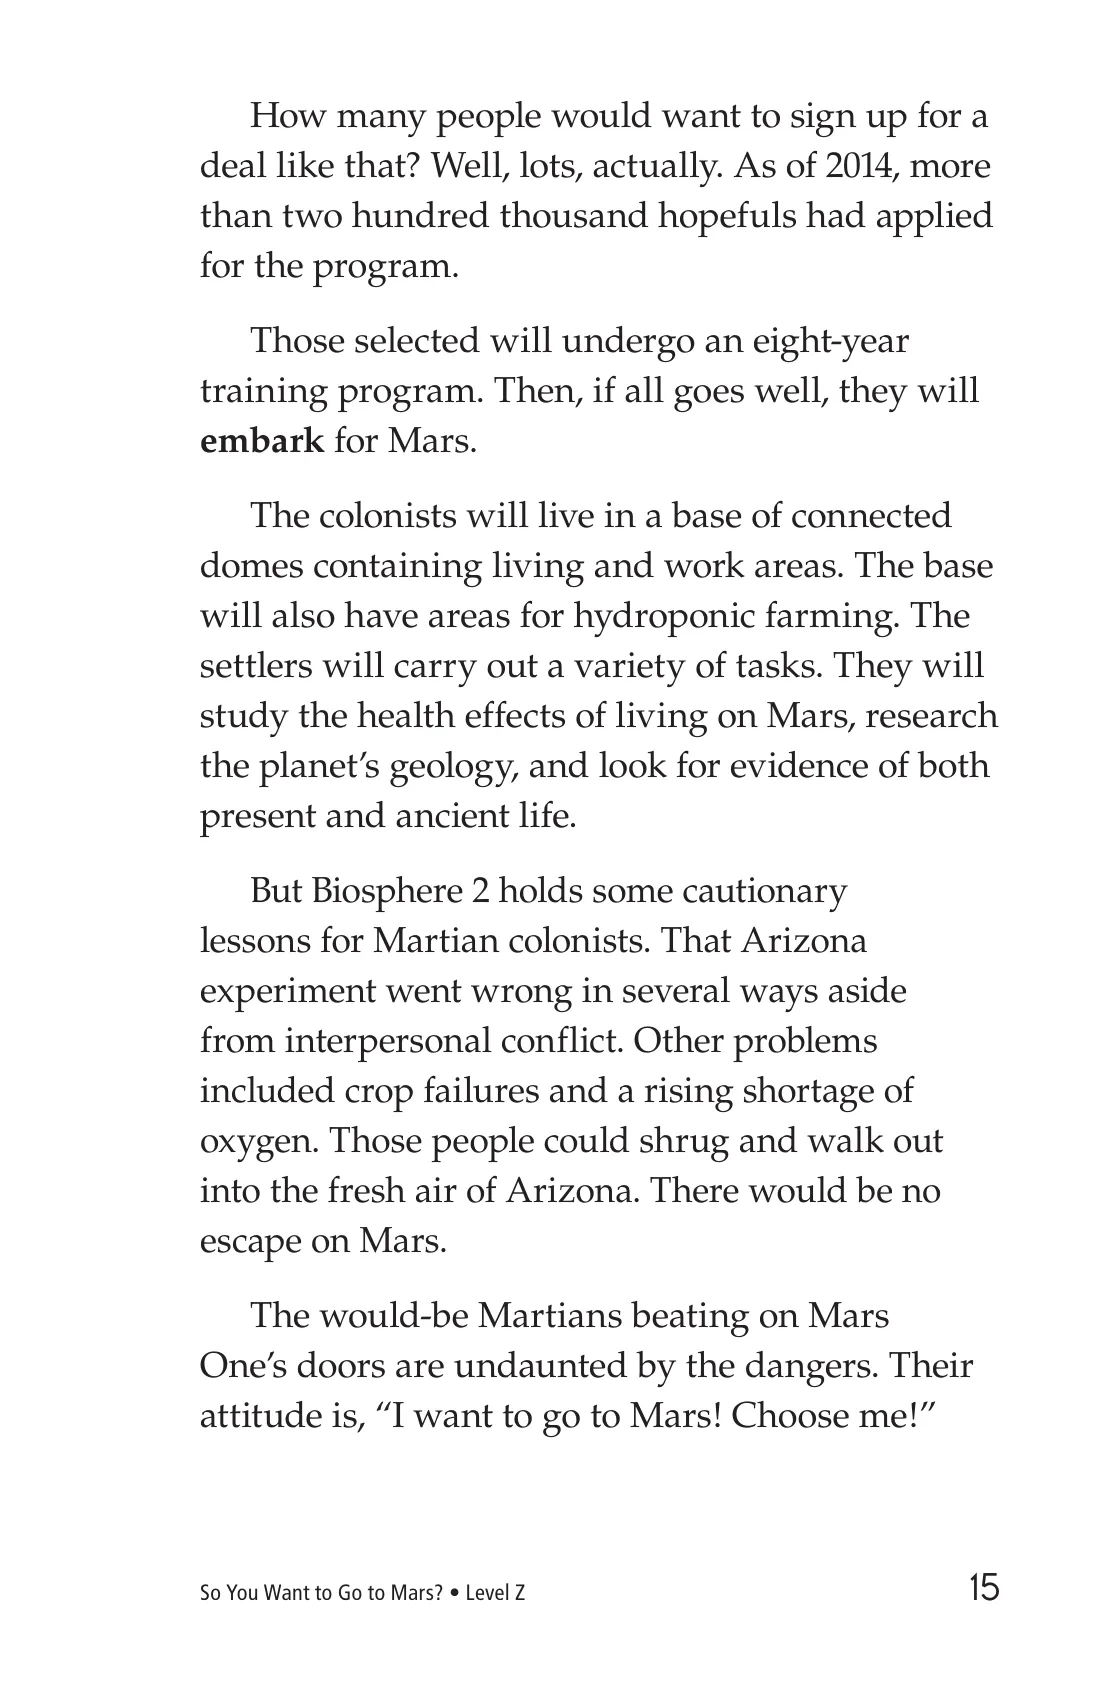 How many people would want to sign up for a
deal like that? Well, lots, actually. As of 2014, more
than two hundred thousand hopefuls had applied
for the program.
Those selected will undergo an eight-year
training program. Then, if all goes well, they will
embark for Mars.
The colonists will live in a base of connected
domes containing living and work areas. The base
will also have areas for hydroponic farming. The
settlers will carry out a variety of tasks. They will
study the health effects of living on Mars, research
the planet’s geology, and look for evidence of both
present and ancient life.
But Biosphere 2 holds some cautionary
lessons for Martian colonists. That Arizona
experiment went wrong in several ways aside
from interpersonal conflict. Other problems
included crop failures and a rising shortage of
oxygen. Those people could shrug and walk out
into the fresh air of Arizona. There would be no
escape on Mars.
The would-be Martians beating on Mars
One’s doors are undaunted by the dangers. Their
attitude is, “I want to go to Mars! Choose me!”
So You Want to Go to Mars? • Level Z 15